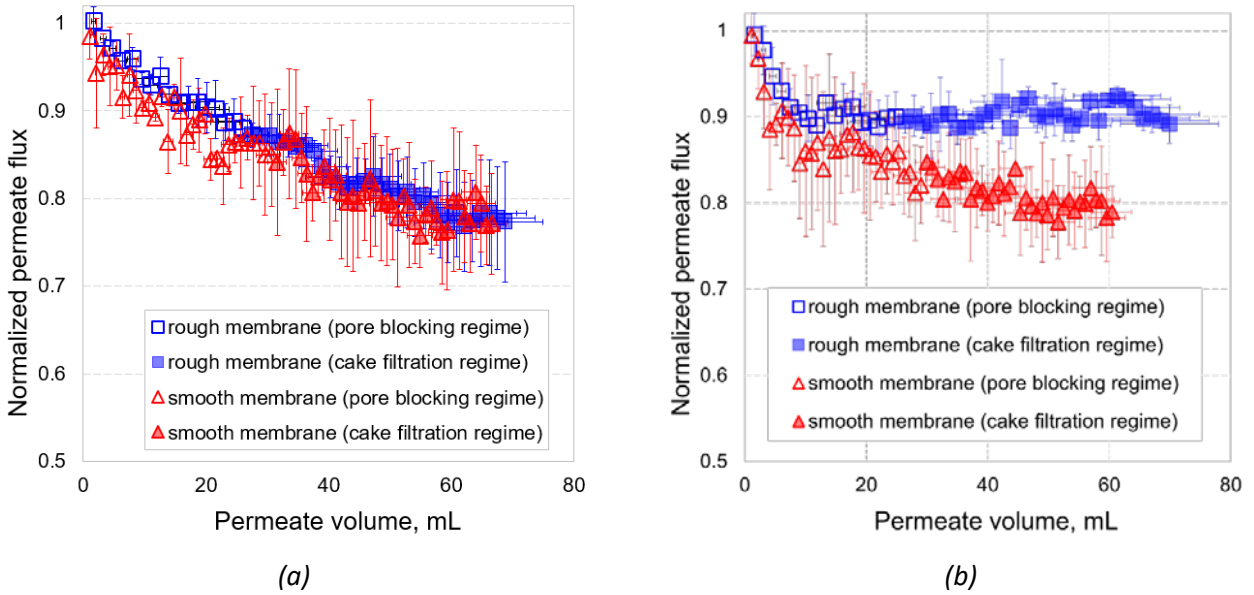 Normalized permeate flux
1
0.9
0.8
0.7
0.6
0.5
rough membrane (pore blocking regime)
rough membrane (cake filtration regime)
smooth membrane (pore blocking regime)
smooth membrane (cake filtration regime)
0 20 40 60 80
Permeate volume, mL
(a)
Normalized permeate flux
1
0.9
0.8
0.7
0.6
0.5
rough membrane (pore blocking regime)
rough membrane (cake filtration regime)
smooth membrane (pore blocking regime)
smooth membrane (cake filtration regime)
0 20 40 60 80
Permeate volume, mL
(b)